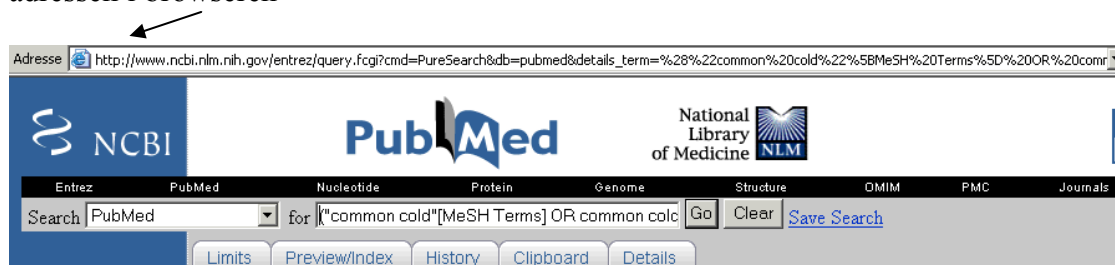 Adresse http://www.ncbi.nlm.nih.gov/entrez/query.fcgi?cmd=PureSearch&db=pubmed&details_term=%28%22common%20cold%22%5BMeSH%20Terms%5D%20OR%20comr
NCBI
PubMed
National
Library
of Medicine NLM
Entrez PubMed Nucleotide Protein Genome Structure OMIM PMC Journals
Search PubMed for ("common cold"[MeSH Terms] OR common colc Go Clear Save Search
Limits Preview/Index History Clipboard Details